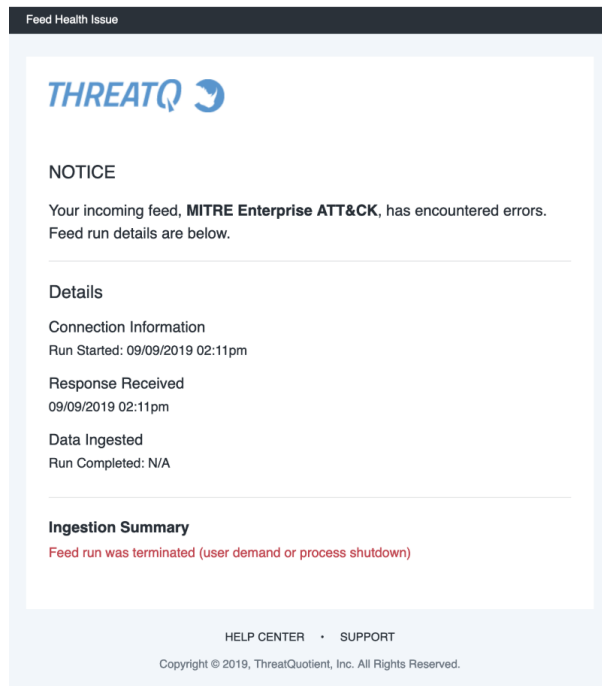 Feed Health Issue
THREATQ
NOTICE
Your incoming feed, MITRE Enterprise ATT&CK, has encountered errors.
Feed run details are below.
Details
Connection Information
Run Started: 09/09/2019 02:11pm
Response Received
09/09/2019 02:11pm
Data Ingested
Run Completed: N/A
Ingestion Summary
Feed run was terminated (user demand or process shutdown)
HELP CENTER • SUPPORT
Copyright © 2019, ThreatQuotient, Inc. All Rights Reserved.